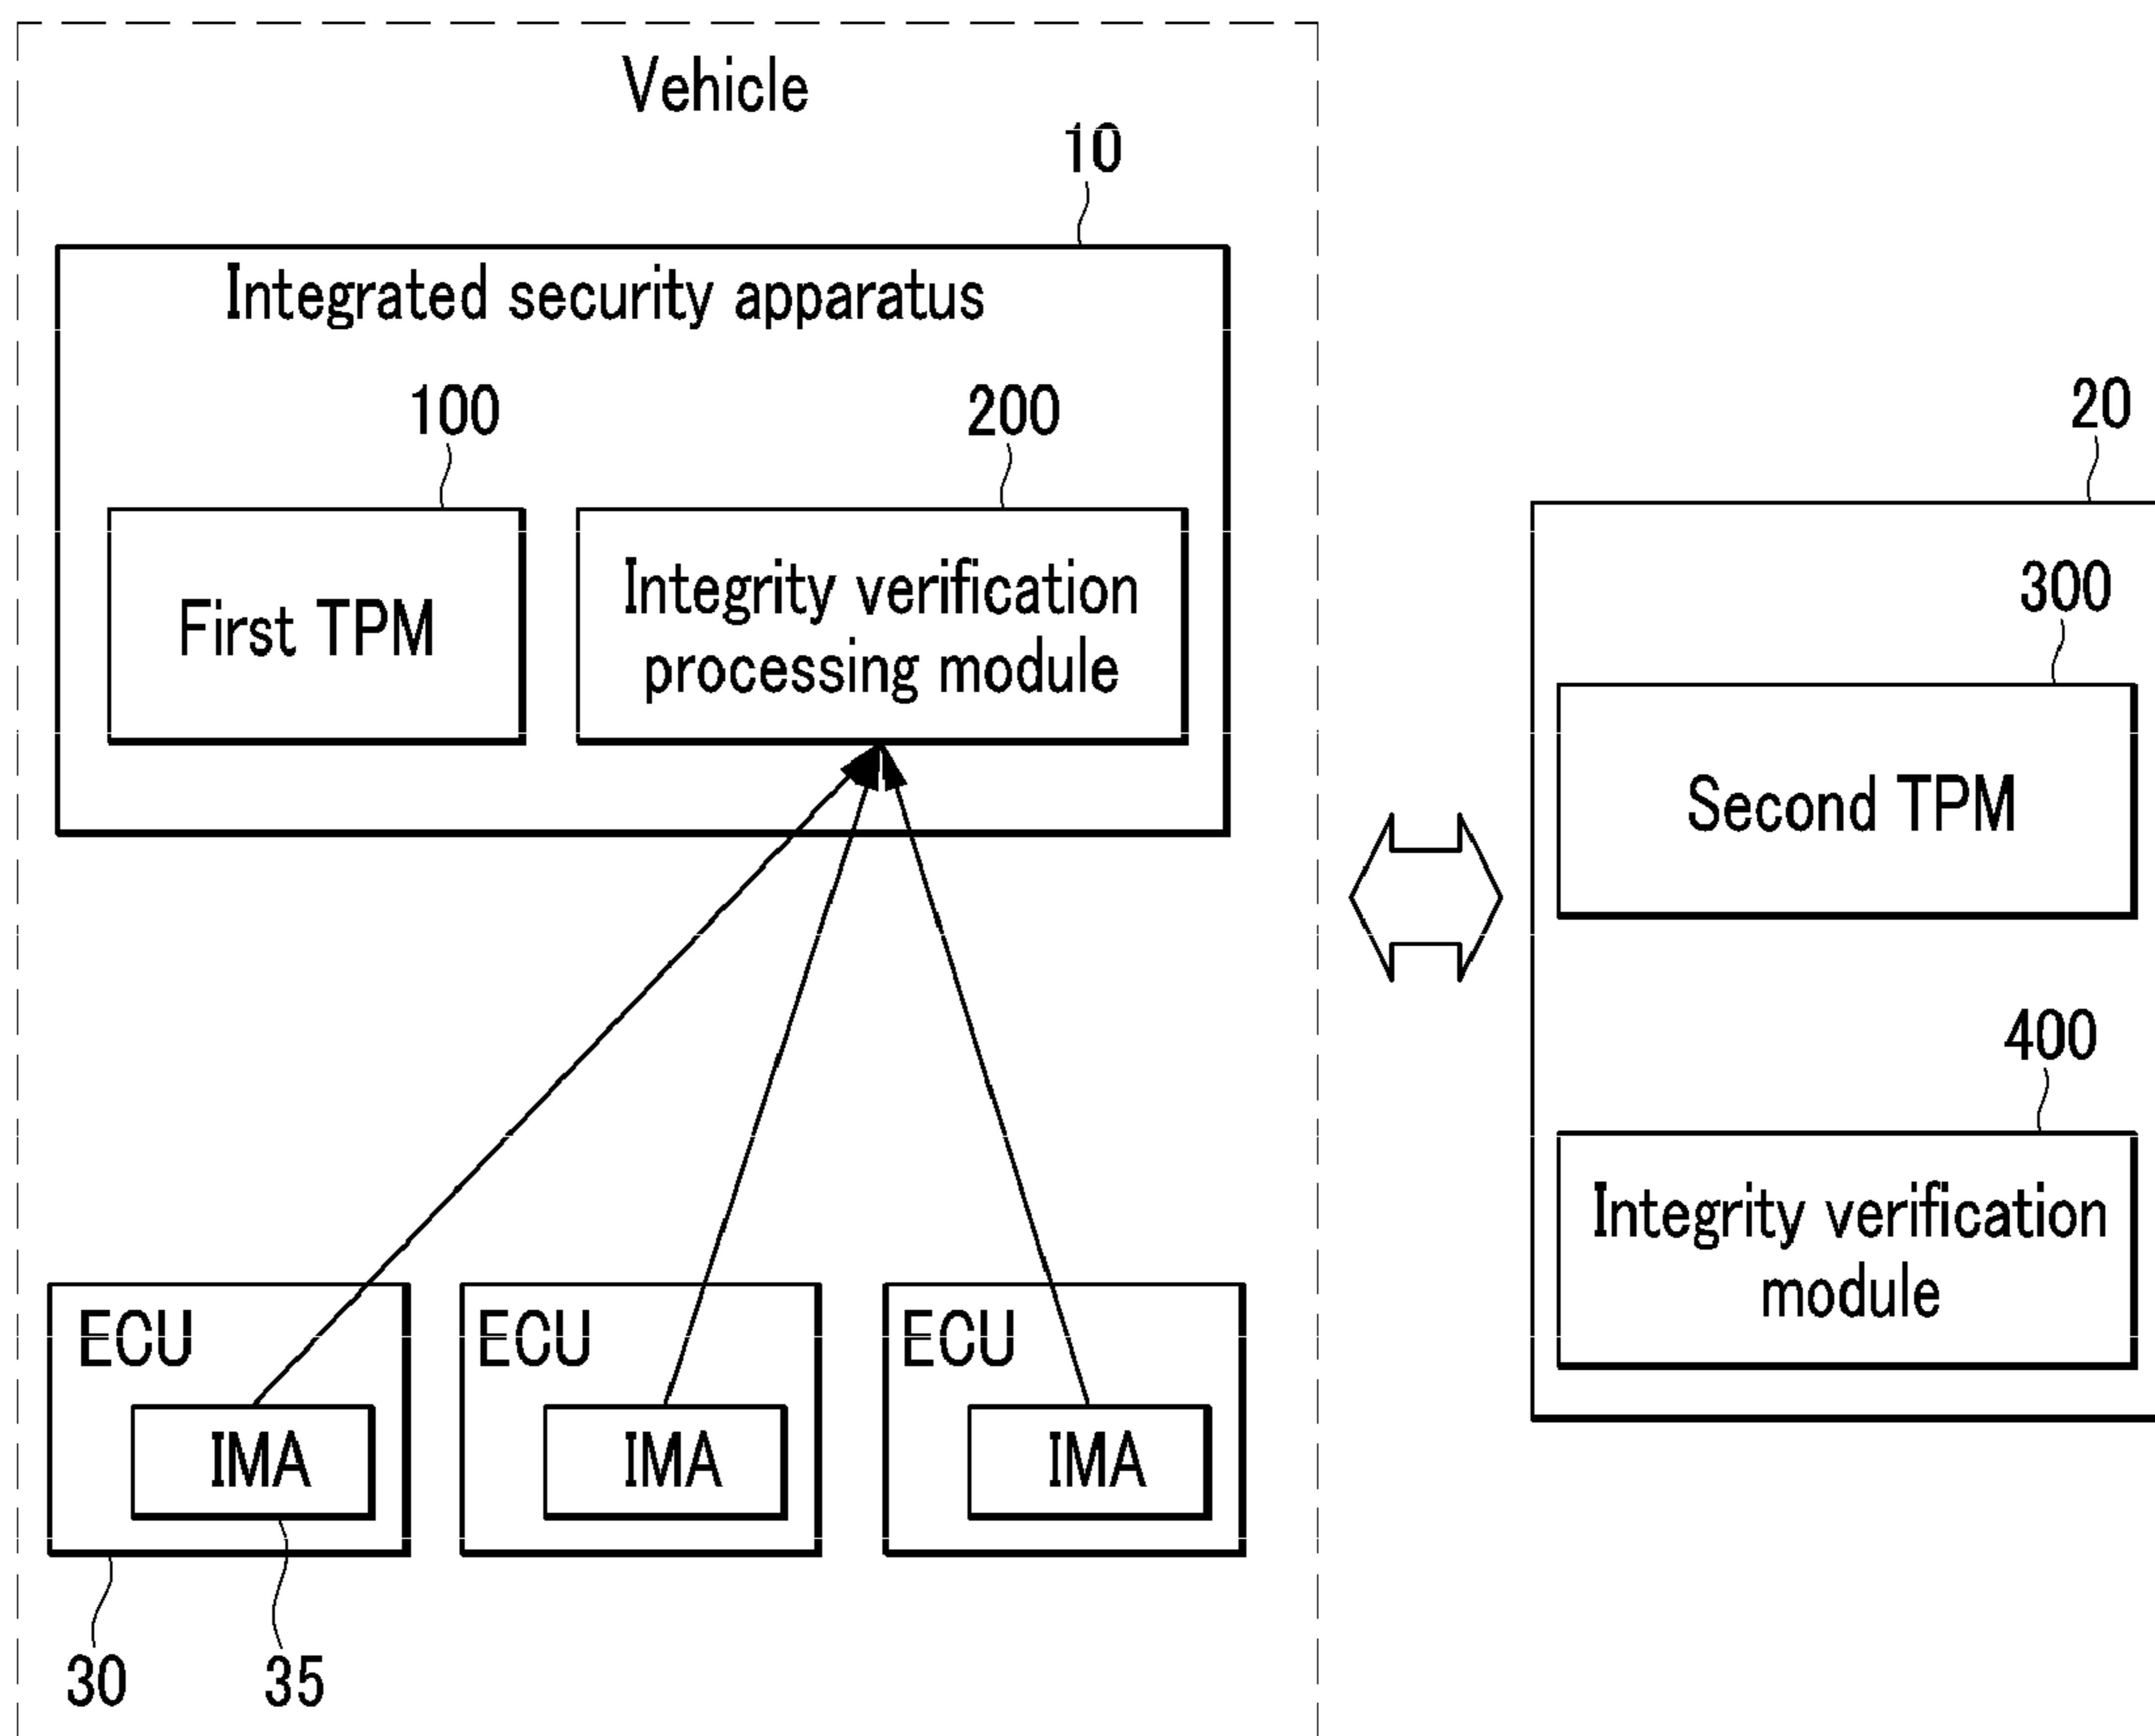 Vehicle
10
Integrated security apparatus
100
200
First TPM
Integrity verification
processing module
20
300
Second TPM
400
Integrity verification
module
ECU
IMA
ECU
IMA
ECU
IMA
30
35